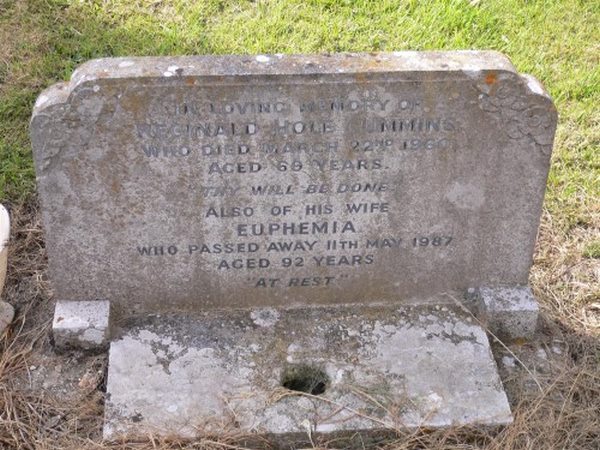 IN LOVING MEMORY OF
REGINALD HOLE CUMMINS
WHO DIED MARCH 22ND 1960
AGED 69 YEARS.
"THY WILL BE DONE"
ALSO OF HIS WIFE
EUPHEMIA
WHO PASSED AWAY 11TH MAY 1987
AGED 92 YEARS
"AT REST"